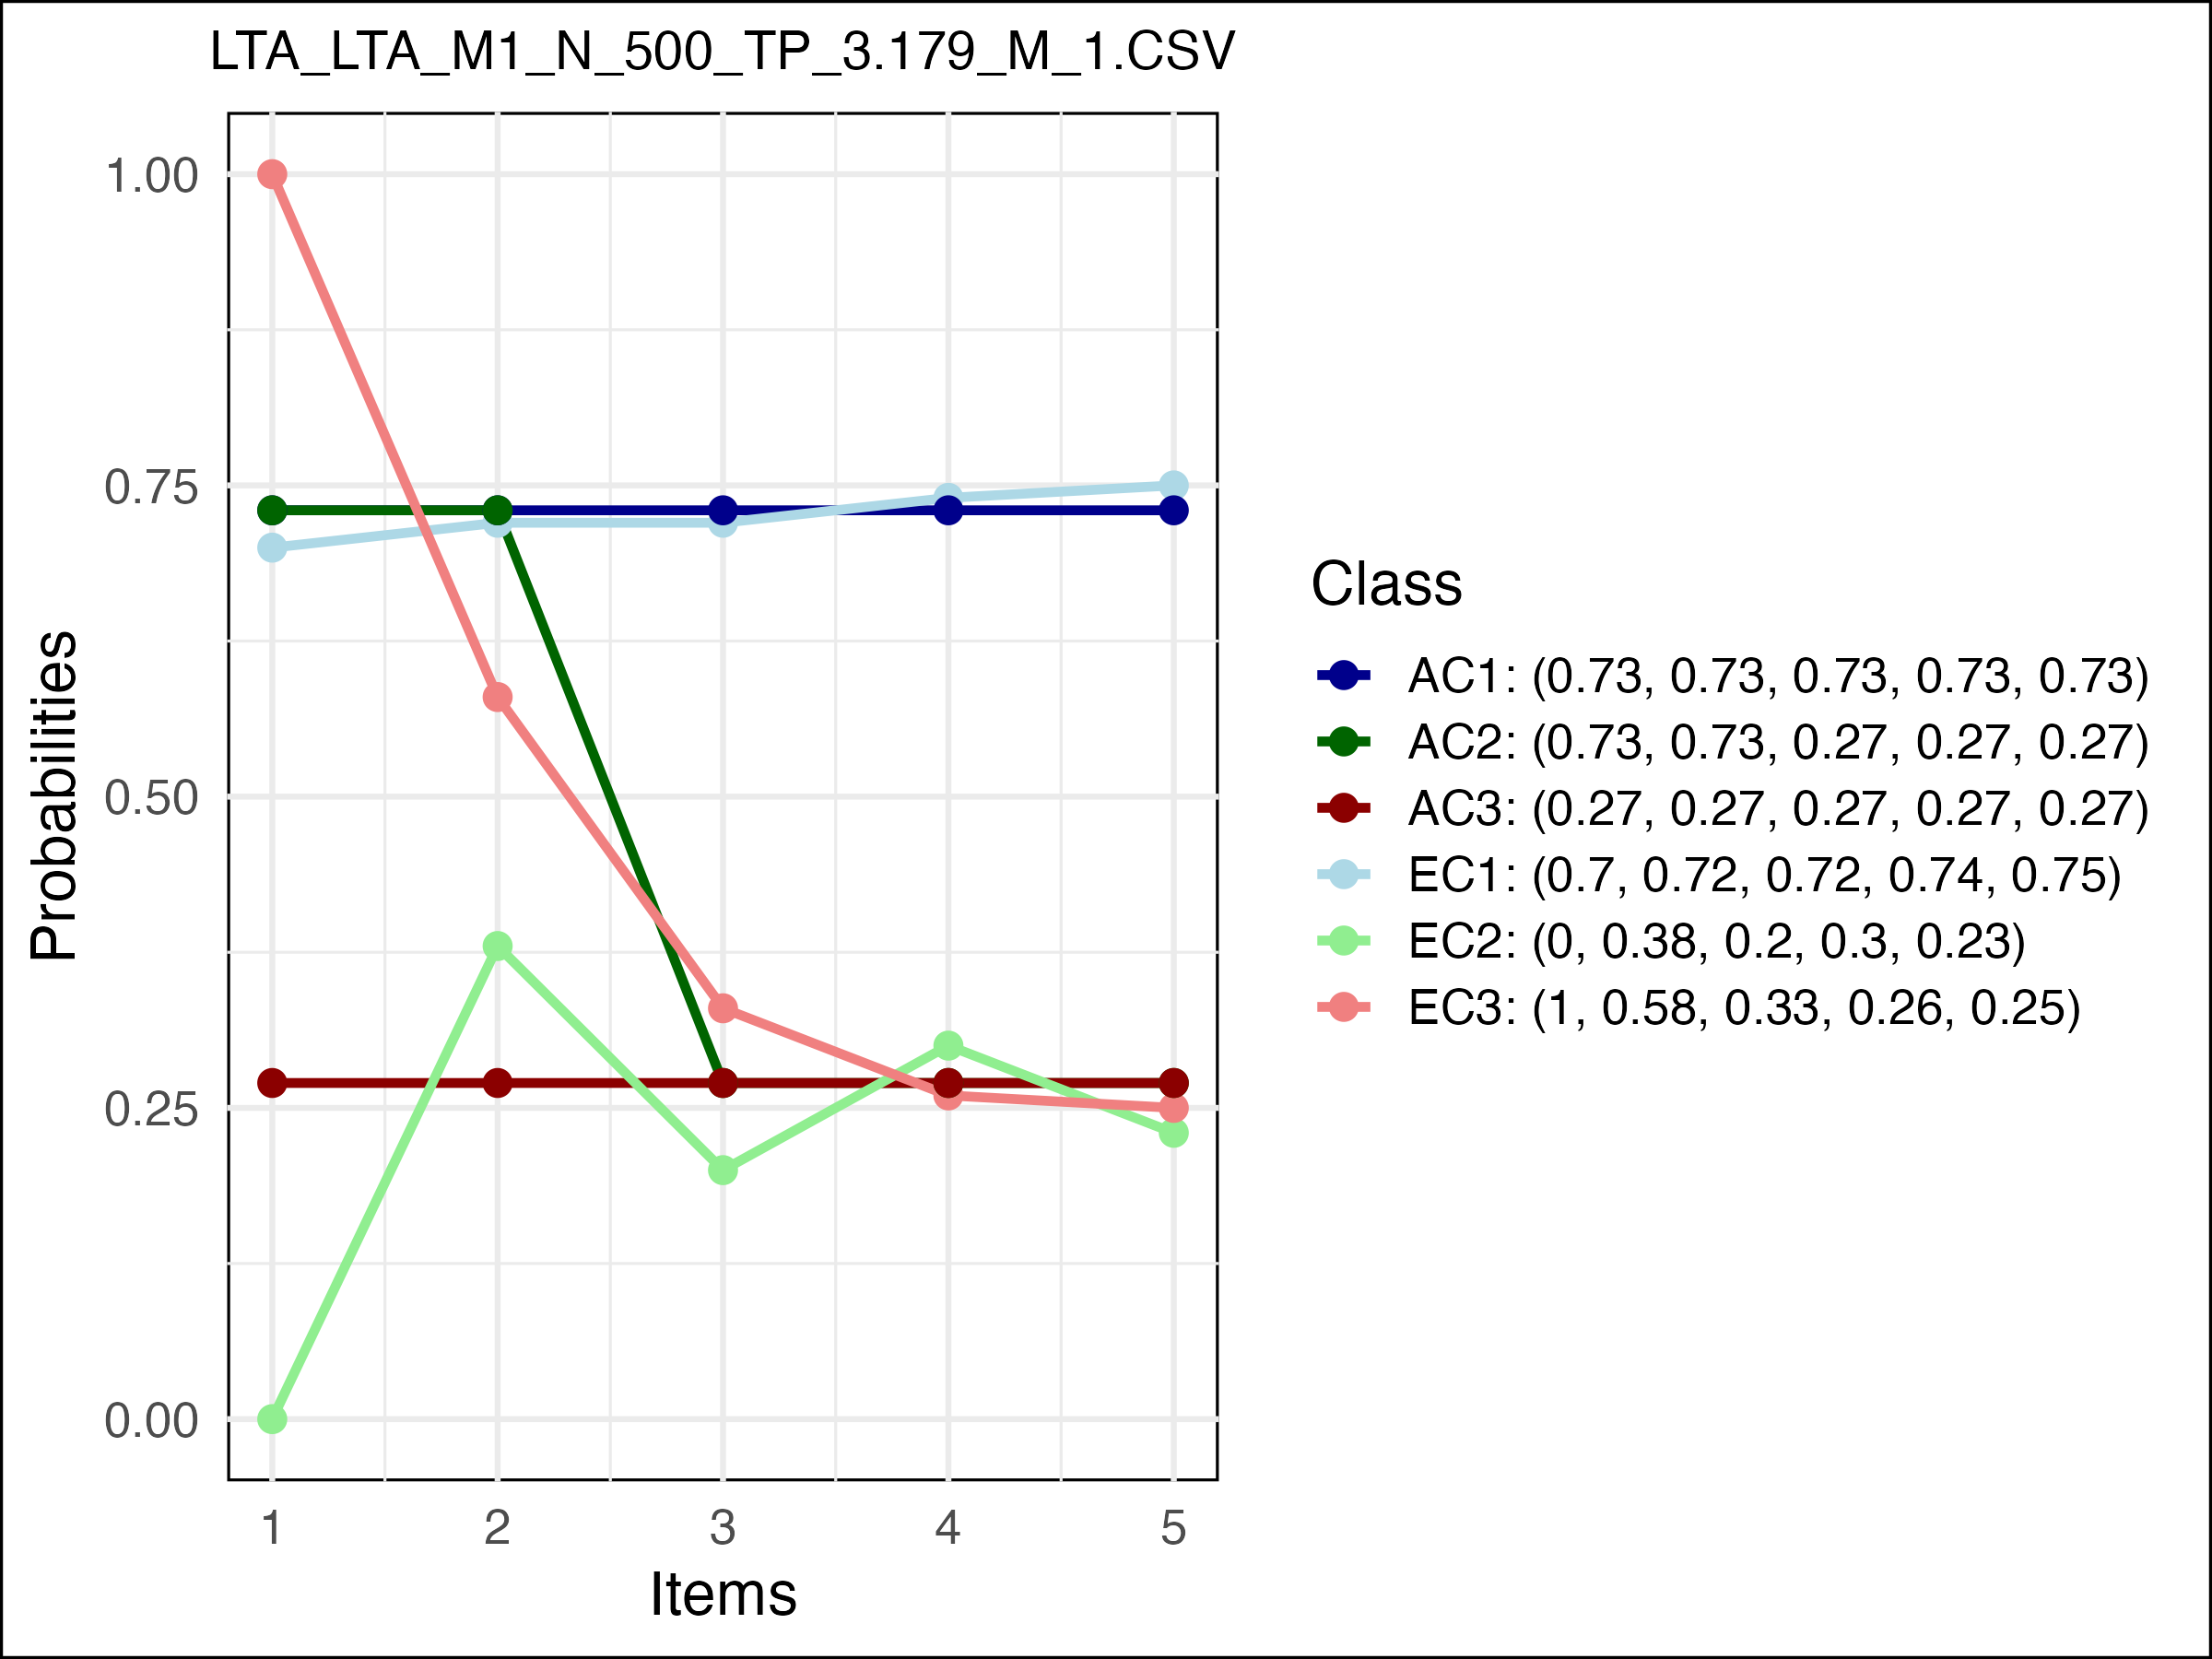 LTA_LTA_M1_N_500_TP_3.179_M_1.CSV
1.00
0.75
0.50
0.25
0.00
Probabilities
1 2 3 4 5
Items
Class
AC1: (0.73, 0.73, 0.73, 0.73, 0.73)
AC2: (0.73, 0.73, 0.27, 0.27, 0.27)
AC3: (0.27, 0.27, 0.27, 0.27, 0.27)
EC1: (0.7, 0.72, 0.72, 0.74, 0.75)
EC2: (0, 0.38, 0.2, 0.3, 0.23)
EC3: (1, 0.58, 0.33, 0.26, 0.25)